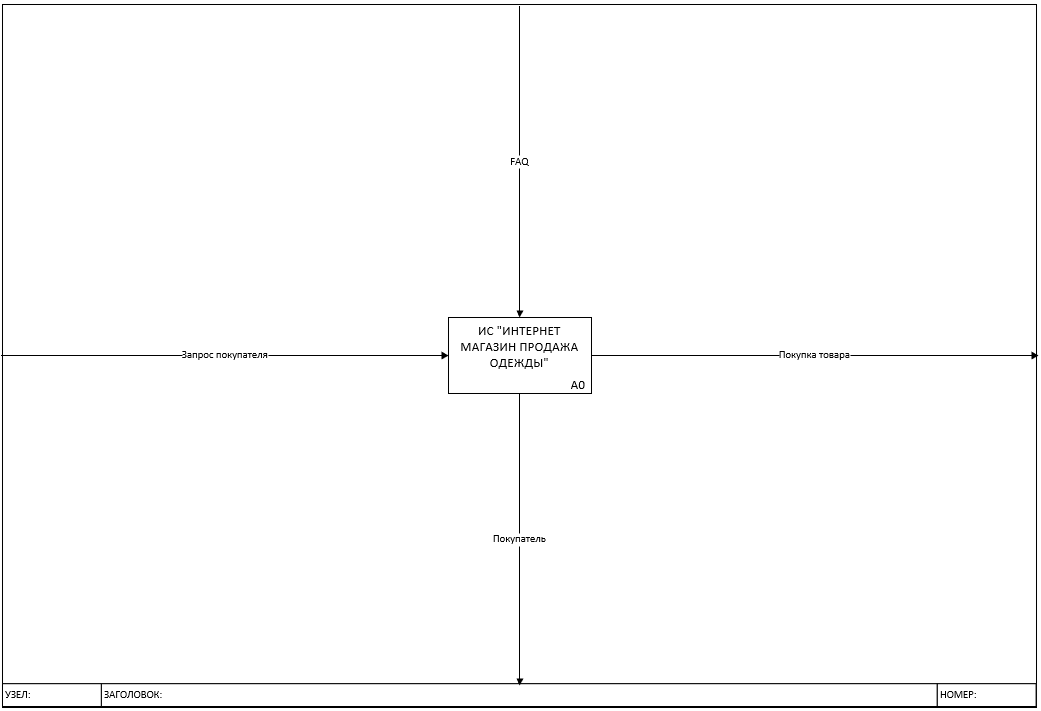 FAQ
ИС "ИНТЕРНЕТ
МАГАЗИН ПРОДАЖА
ОДЕЖДЫ"
A0
Запрос покупателя
Покупка товара
Покупатель
УЗЕЛ:
ЗАГОЛОВОК:
НОМЕР: